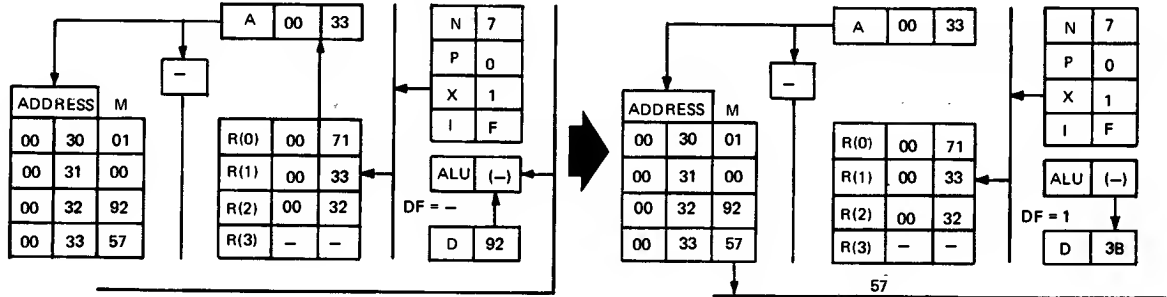 A 00 33
N 7
P 0
X 1
I F
–
ADDRESS M
00 30 01
00 31 00
00 32 92
00 33 57
R(0) 00 71
R(1) 00 33
R(2) 00 32
R(3) – –
ALU (–)
DF = –
D 92
A 00 33
N 7
P 0
X 1
I F
–
ADDRESS M
00 30 01
00 31 00
00 32 92
00 33 57
R(0) 00 71
R(1) 00 33
R(2) 00 32
R(3) – –
ALU (–)
DF = 1
D 3B
57